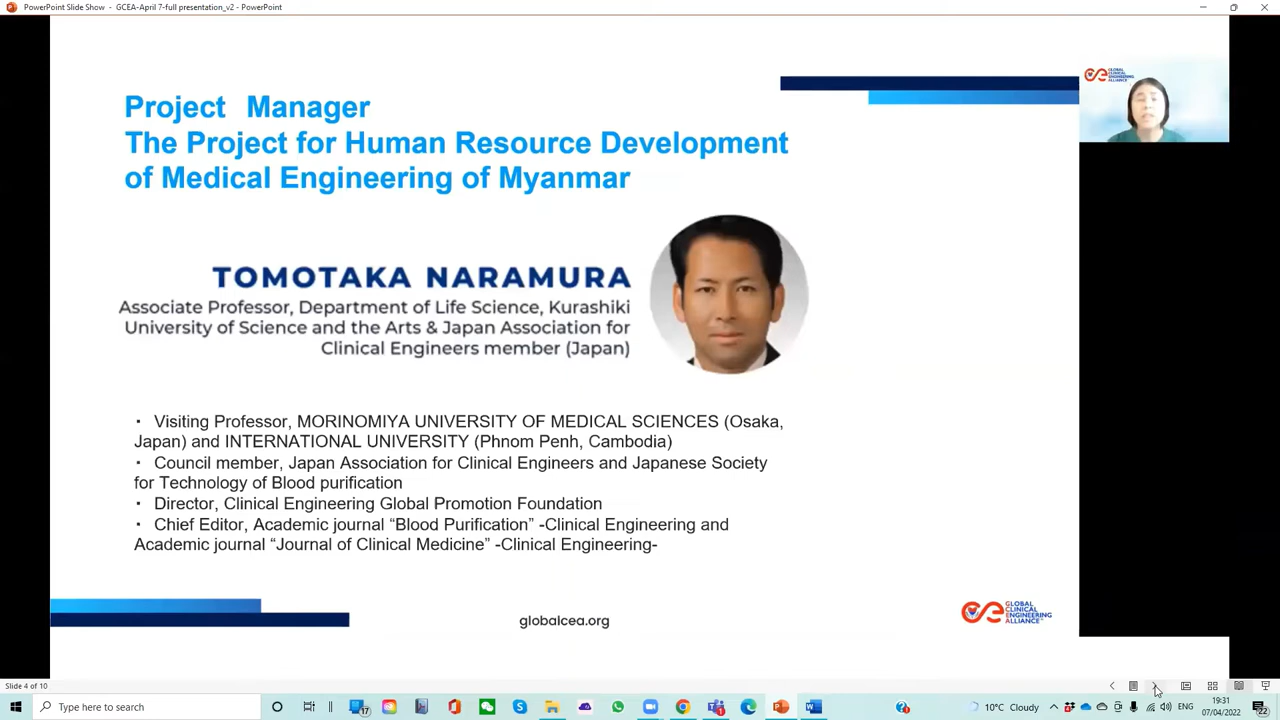 PowerPoint Slide Show - GCEA-April 7-full presentation_v2 - PowerPoint
GLOBAL
CLINICAL
ENGINEERING
ALLIANCE
Project Manager
The Project for Human Resource Development
of Medical Engineering of Myanmar
TOMOTAKA NARAMURA
Associate Professor, Department of Life Science, Kurashiki
University of Science and the Arts & Japan Association for
Clinical Engineers member (Japan)
・ Visiting Professor, MORINOMIYA UNIVERSITY OF MEDICAL SCIENCES (Osaka,
Japan) and INTERNATIONAL UNIVERSITY (Phnom Penh, Cambodia)
・ Council member, Japan Association for Clinical Engineers and Japanese Society
for Technology of Blood purification
・ Director, Clinical Engineering Global Promotion Foundation
・ Chief Editor, Academic journal “Blood Purification” -Clinical Engineering and
Academic journal “Journal of Clinical Medicine” -Clinical Engineering-
globalcea.org
GLOBAL
CLINICAL
ENGINEERING
ALLIANCE™
Slide 4 of 10
Type here to search
17
10°C Cloudy
ENG
19:31
07/04/2022
22